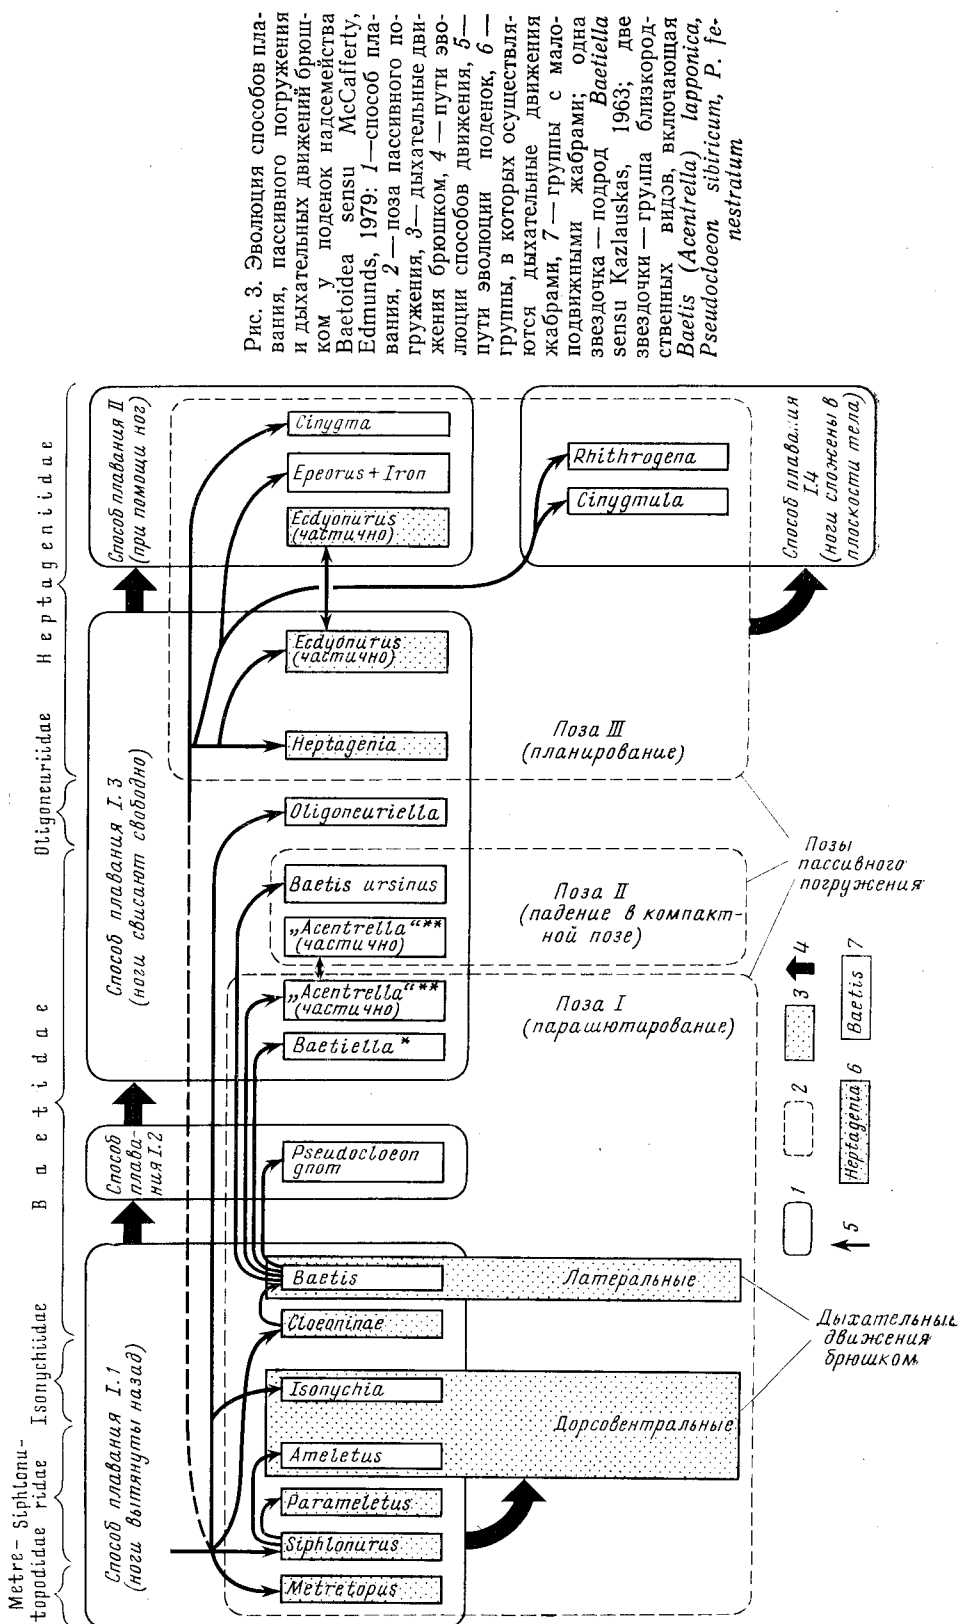 Рис. 3. Эволюция способов пла-
вания, пассивного погружения
и дыхательных движений брюш-
ком у поденок надсемейства
Baetoidea sensu McCafferty,
Edmunds, 1979: 1—способ пла-
вания, 2—поза пассивного по-
гружения, 3—дыхательные дви-
жения брюшком, 4—пути эво-
люции способов движения, 5—
пути эволюции поденок, 6—
группы, в которых осуществля-
ются дыхательные движения
жабрами, 7—группы с мало-
подвижными жабрами; одна
звездочка—подрод Baetiella
sensu Kazlauskas, 1963; две
звездочки—группа близкород-
ственных видов, включающая
Baetis (Acentrella) lapponica,
Pseudocloeon sibiricum, P. fe-
nestratum
Metre-
topodidae
Siphlonu-
ridae
Isonychiidae
Baetidae
Oligoneuriidae
Heptageniidae
Способ плавания I.1
(ноги вытянуты назад)
Способ
плава-
ния I.2
Способ плавания I.3
(ноги свисают свободно)
Способ плавания II
(при помощи ног)
Metretopus
Siphlonurus
Parameletus
Ameletus
Isonychia
Cloeoninae
Baetis
Pseudocloeon
gnom
Baetiella*
„Acentrella“**
(частично)
„Acentrella“**
(частично)
Baetis ursinus
Oligoneuriella
Heptagenia
Ecdyonurus
(частично)
Ecdyonurus
(частично)
Epeorus+Iron
Cinygma
Cinygmula
Rhithrogena
Дорсовентральные
Латеральные
Поза I
(парашютирование)
Поза II
(падение в компакт-
ной позе)
Поза III
(планирование)
Способ плавания
I.4
(ноги сложены в
плоскости тела)
Дыхательные
движения
брюшком
Позы
пассивного
погружения
1
2
3
4
5
Heptagenia 6
Baetis 7